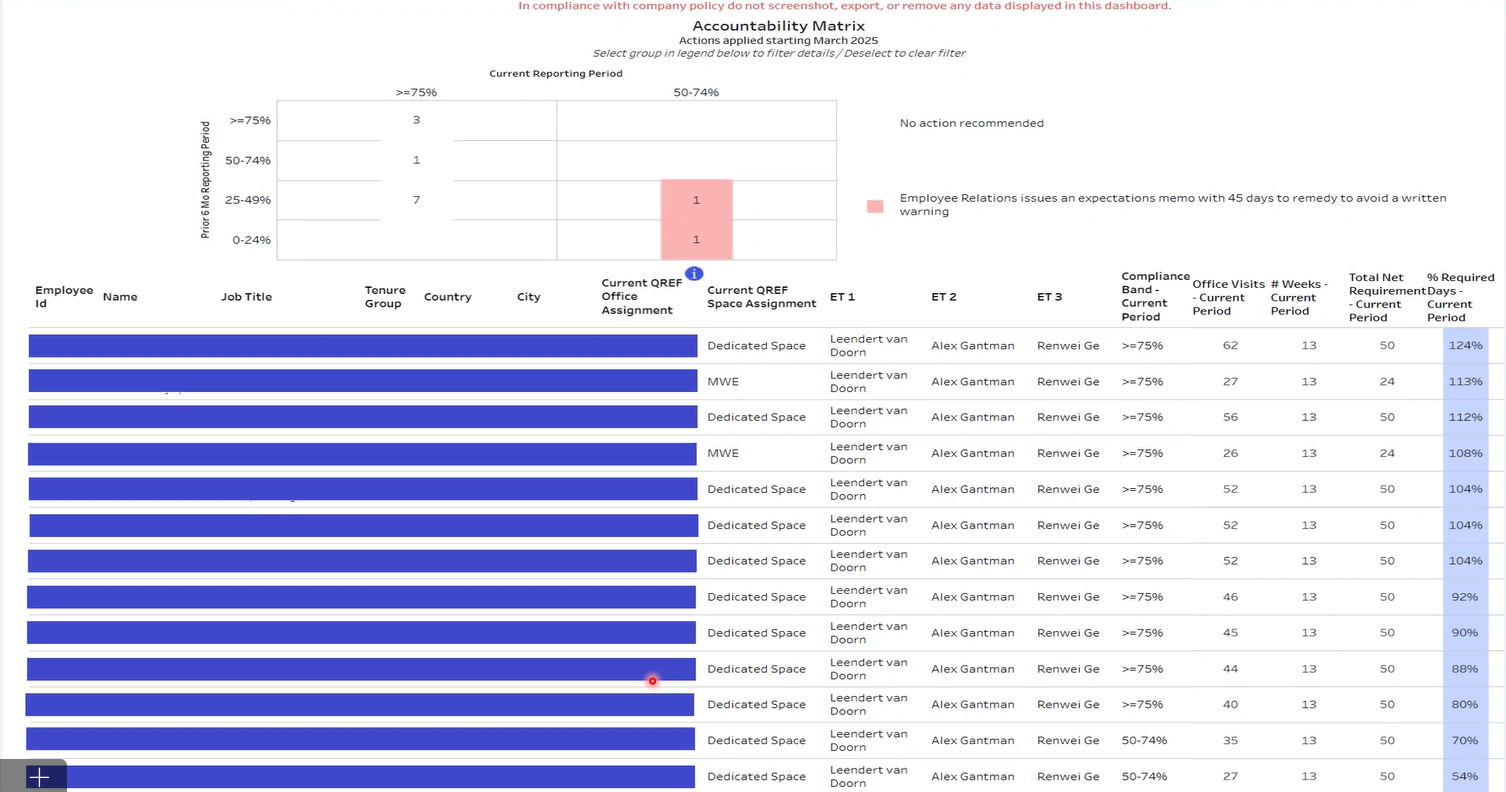 In compliance with company policy do not screenshot, export, or remove any data displayed in this dashboard.
Accountability Matrix
Actions applied starting March 2025
Select group in legend below to filter details / Deselect to clear filter
Current Reporting Period
>=75% 50-74%
Prior 6 Mo Reporting Period
>=75% 3
50-74% 1
25-49% 7 1
0-24% 1
No action recommended
Employee Relations issues an expectations memo with 45 days to remedy to avoid a written
warning
i
Employee Id Name Job Title Tenure Group Country City Current QREF Office Assignment Current QREF Space Assignment ET 1 ET 2 ET 3 Compliance Band - Current Period Office Visits - Current Period # Weeks - Current Period Total Net Requirement - Current Period % Required Days - Current Period
Dedicated Space Leendert van Doorn Alex Gantman Renwei Ge >=75% 62 13 50 124%
MWE Leendert van Doorn Alex Gantman Renwei Ge >=75% 27 13 24 113%
Dedicated Space Leendert van Doorn Alex Gantman Renwei Ge >=75% 56 13 50 112%
MWE Leendert van Doorn Alex Gantman Renwei Ge >=75% 26 13 24 108%
Dedicated Space Leendert van Doorn Alex Gantman Renwei Ge >=75% 52 13 50 104%
Dedicated Space Leendert van Doorn Alex Gantman Renwei Ge >=75% 52 13 50 104%
Dedicated Space Leendert van Doorn Alex Gantman Renwei Ge >=75% 52 13 50 104%
Dedicated Space Leendert van Doorn Alex Gantman Renwei Ge >=75% 46 13 50 92%
Dedicated Space Leendert van Doorn Alex Gantman Renwei Ge >=75% 45 13 50 90%
Dedicated Space Leendert van Doorn Alex Gantman Renwei Ge >=75% 44 13 50 88%
Dedicated Space Leendert van Doorn Alex Gantman Renwei Ge >=75% 40 13 50 80%
Dedicated Space Leendert van Doorn Alex Gantman Renwei Ge 50-74% 35 13 50 70%
Dedicated Space Leendert van Doorn Alex Gantman Renwei Ge 50-74% 27 13 50 54%